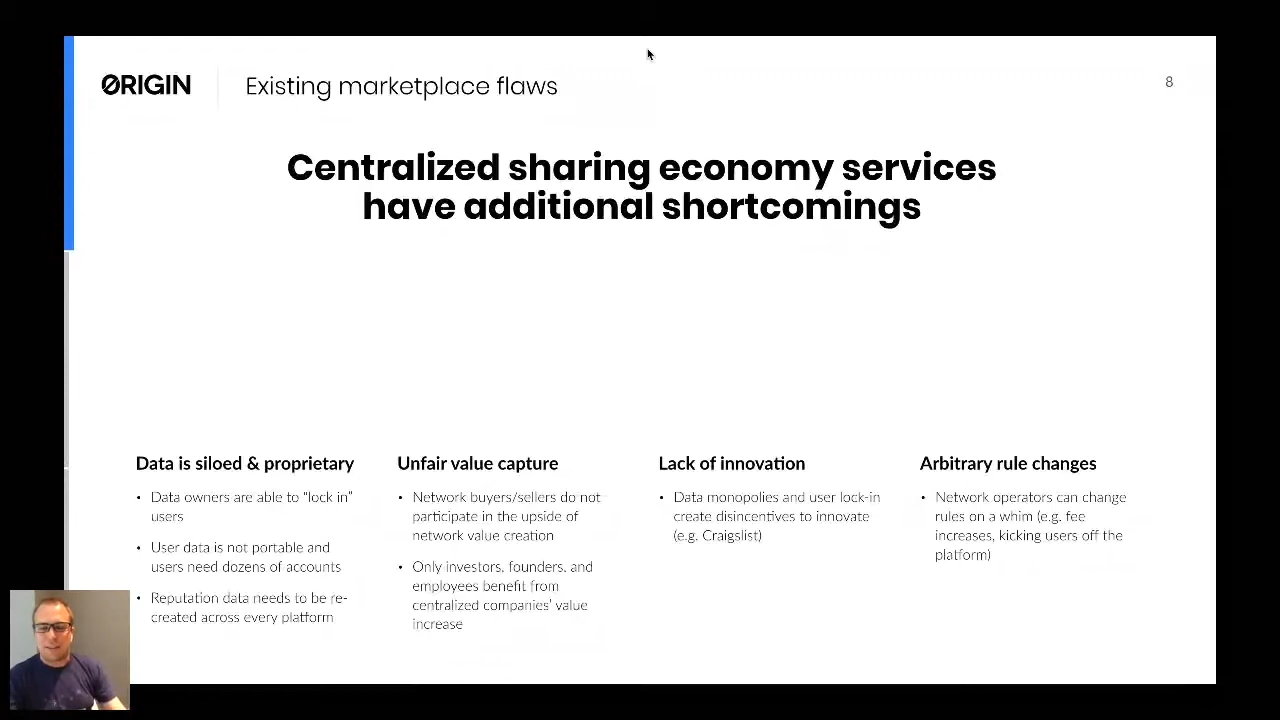 ØRIGIN
Existing marketplace flaws
8
Centralized sharing economy services
have additional shortcomings
Data is siloed & proprietary
• Data owners are able to “lock in”
users
• User data is not portable and
users need dozens of accounts
• Reputation data needs to be re-
created across every platform
Unfair value capture
• Network buyers/sellers do not
participate in the upside of
network value creation
• Only investors, founders, and
employees benefit from
centralized companies’ value
increase
Lack of innovation
• Data monopolies and user lock-in
create disincentives to innovate
(e.g. Craigslist)
Arbitrary rule changes
• Network operators can change
rules on a whim (e.g. fee
increases, kicking users off the
platform)